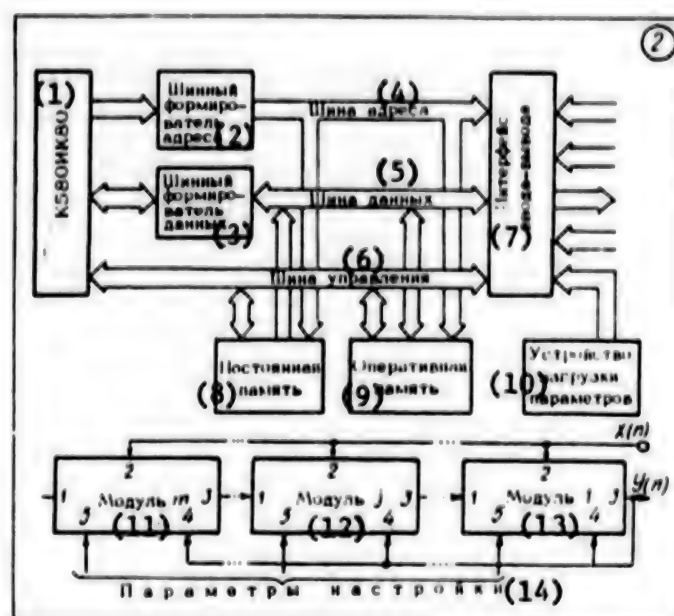 (2)
(1)
К580ИК80
Шинный
формиро-
ватель
адреса
(2)
(4)
Шина адреса
Шинный
формиро-
ватель
данных
(3)
(5)
Шина данных
(6)
Шина управления
Интерфейс
ввода-вывода
(7)
Постоянная
(8) память
Оперативная
(9) память
Устройство
(10) загрузки
параметров
X(n)
1 2 Модуль m 3
5 (11) 4
1 2 Модуль j 3
5 (12) 4
1 2 Модуль 1 3
5 (13) 4
Y(n)
Параметры настройки (14)